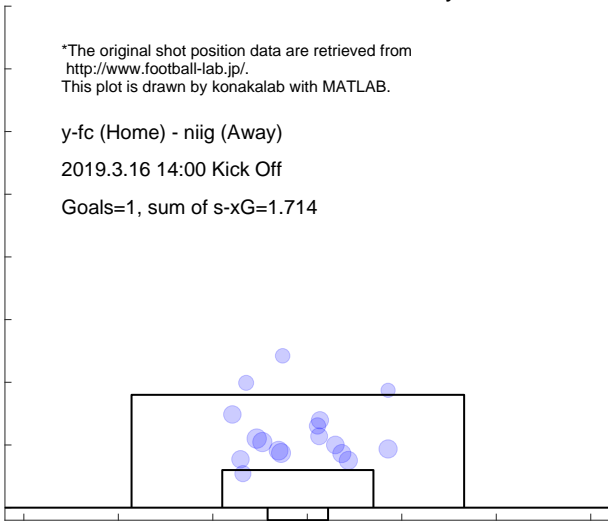 *The original shot position data are retrieved from
http://www.football-lab.jp/.
This plot is drawn by konakalab with MATLAB.
y-fc (Home) - niig (Away)
2019.3.16 14:00 Kick Off
Goals=1, sum of s-xG=1.714